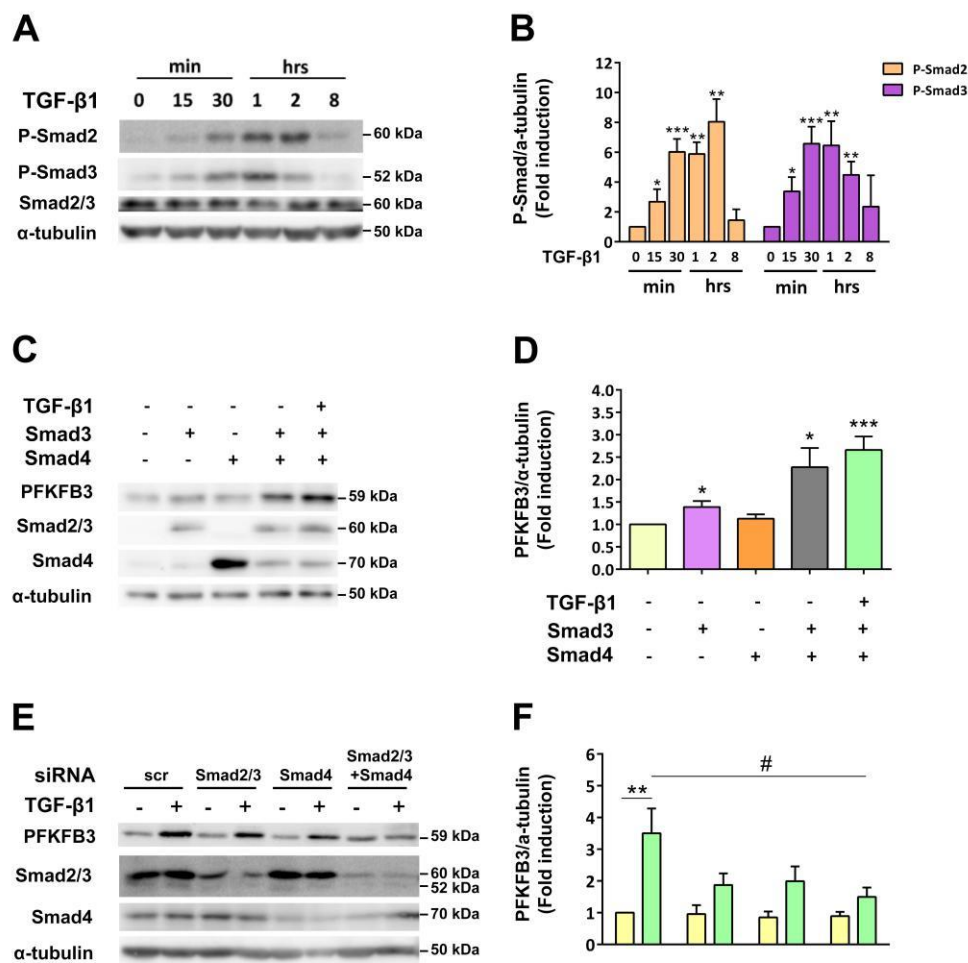 A
min hrs
TGF-β1 0 15 30 1 2 8
P-Smad2 60 kDa
P-Smad3 52 kDa
Smad2/3 60 kDa
α-tubulin 50 kDa
B
P-Smad/a-tubulin
(Fold induction)
12
10
8
6
4
2
0
* *** ** ** * *** ** **
P-Smad2
P-Smad3
TGF-β1 0 15 30 1 2 8 0 15 30 1 2 8
min hrs min hrs
C
TGF-β1 - - - - +
Smad3 - + - + +
Smad4 - - + + +
PFKFB3 59 kDa
Smad2/3 60 kDa
Smad4 70 kDa
α-tubulin 50 kDa
D
PFKFB3/α-tubulin
(Fold induction)
4.0
3.5
3.0
2.5
2.0
1.5
1.0
0.5
0.0
* * ***
TGF-β1 - - - - +
Smad3 - + - + +
Smad4 - - + + +
E
siRNA scr Smad2/3 Smad4 Smad2/3
+Smad4
TGF-β1 - + - + - + - +
PFKFB3 59 kDa
Smad2/3 60 kDa
52 kDa
Smad4 70 kDa
α-tubulin 50 kDa
F
PFKFB3/a-tubulin
(Fold induction)
6
5
4
3
2
1
0
** #